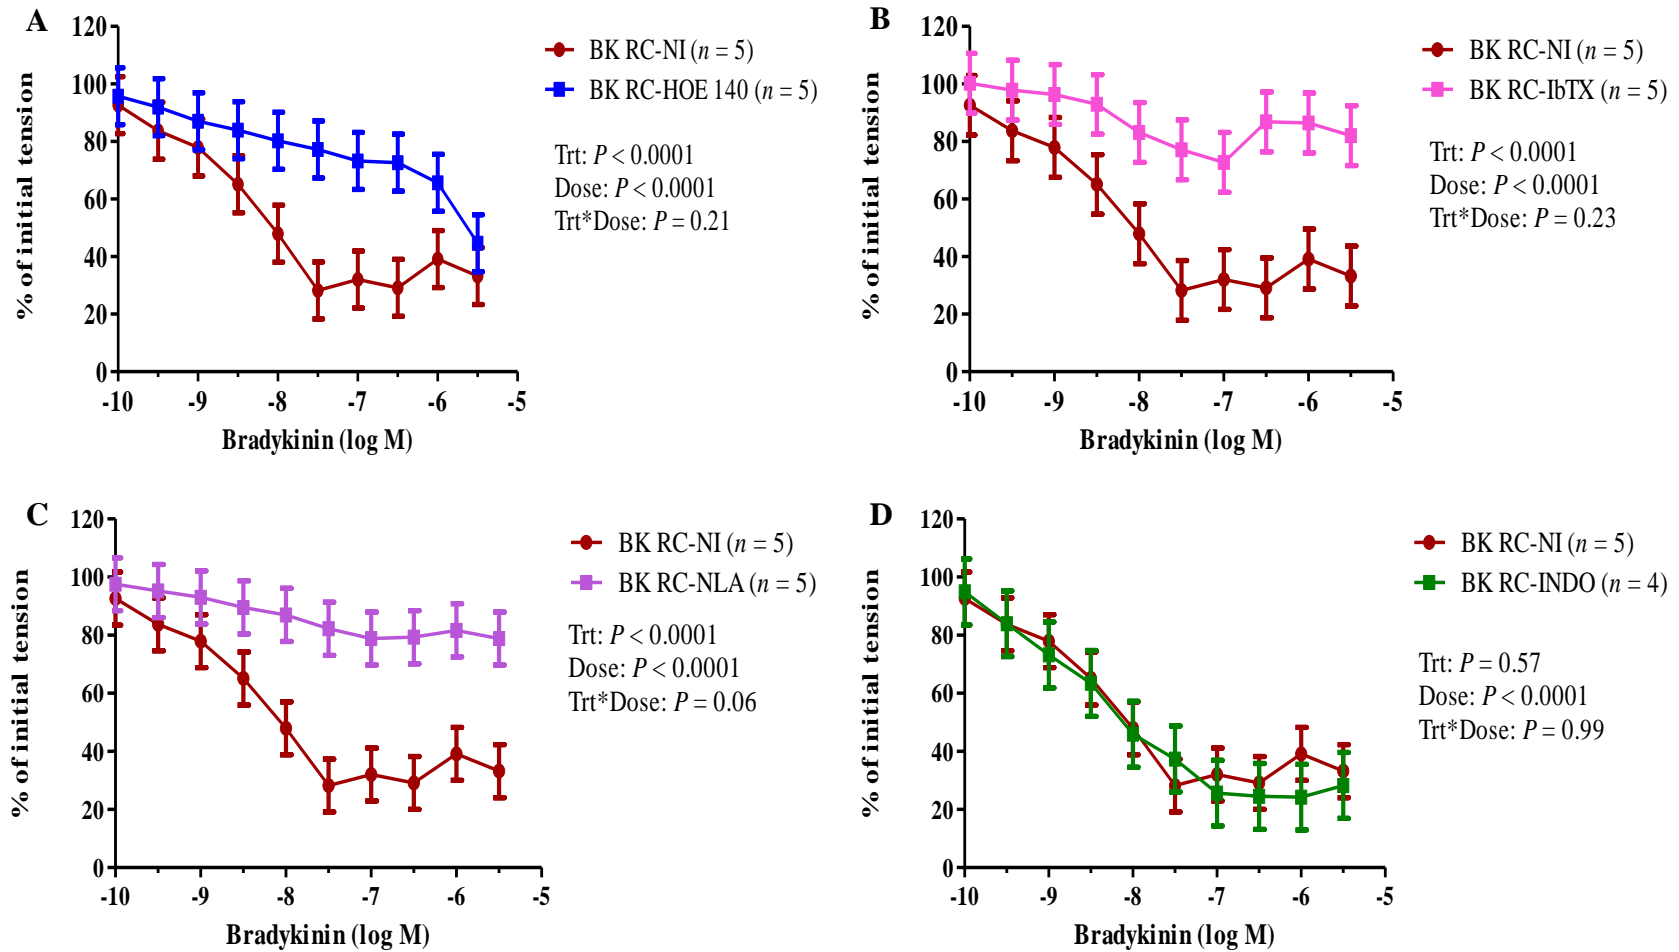 A
120
100
80
60
40
20
0
% of initial tension
-10 -9 -8 -7 -6 -5
Bradykinin (log M)
BK RC-NI (n = 5)
BK RC-HOE 140 (n = 5)
Trt: P < 0.0001
Dose: P < 0.0001
Trt*Dose: P = 0.21
B
120
100
80
60
40
20
0
% of initial tension
-10 -9 -8 -7 -6 -5
Bradykinin (log M)
BK RC-NI (n = 5)
BK RC-IbTX (n = 5)
Trt: P < 0.0001
Dose: P < 0.0001
Trt*Dose: P = 0.23
C
120
100
80
60
40
20
0
% of initial tension
-10 -9 -8 -7 -6 -5
Bradykinin (log M)
BK RC-NI (n = 5)
BK RC-NLA (n = 5)
Trt: P < 0.0001
Dose: P < 0.0001
Trt*Dose: P = 0.06
D
120
100
80
60
40
20
0
% of initial tension
-10 -9 -8 -7 -6 -5
Bradykinin (log M)
BK RC-NI (n = 5)
BK RC-INDO (n = 4)
Trt: P = 0.57
Dose: P < 0.0001
Trt*Dose: P = 0.99